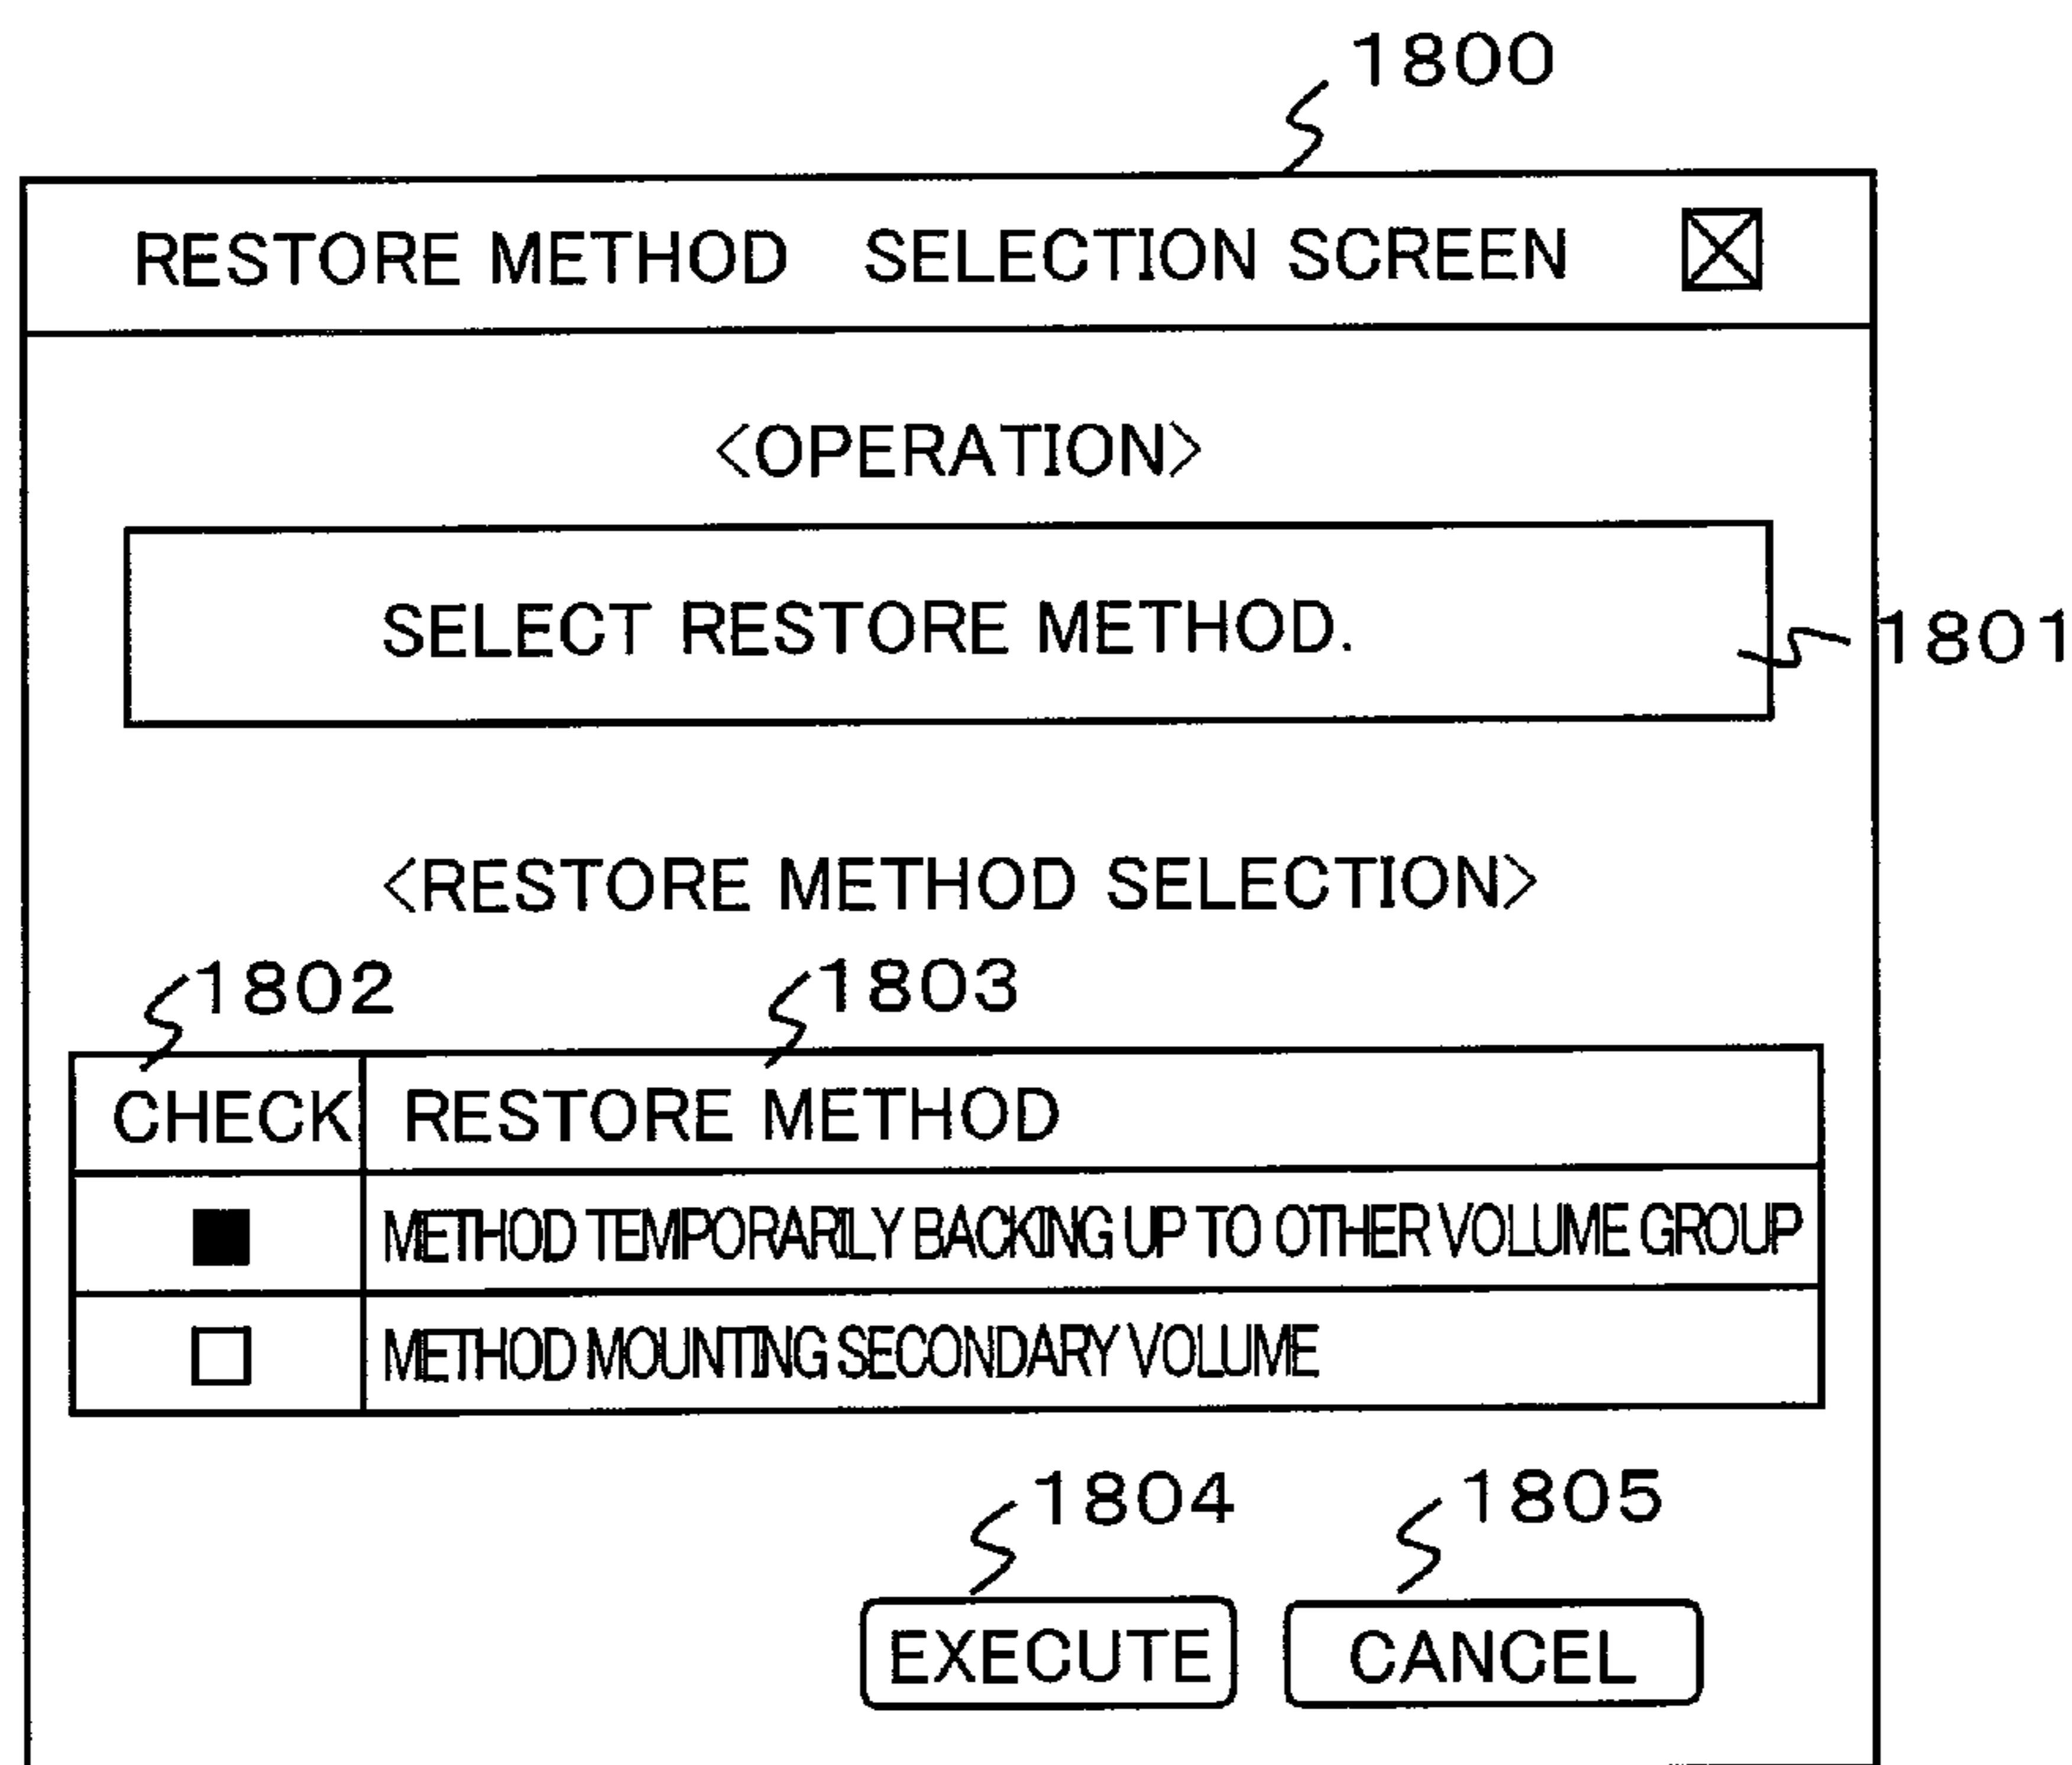 1800
RESTORE METHOD SELECTION SCREEN
<OPERATION>
SELECT RESTORE METHOD.
1801
<RESTORE METHOD SELECTION>
1802 1803
CHECK RESTORE METHOD
METHOD TEMPORARILY BACKING UP TO OTHER VOLUME GROUP
METHOD MOUNTING SECONDARY VOLUME
1804 1805
EXECUTE CANCEL